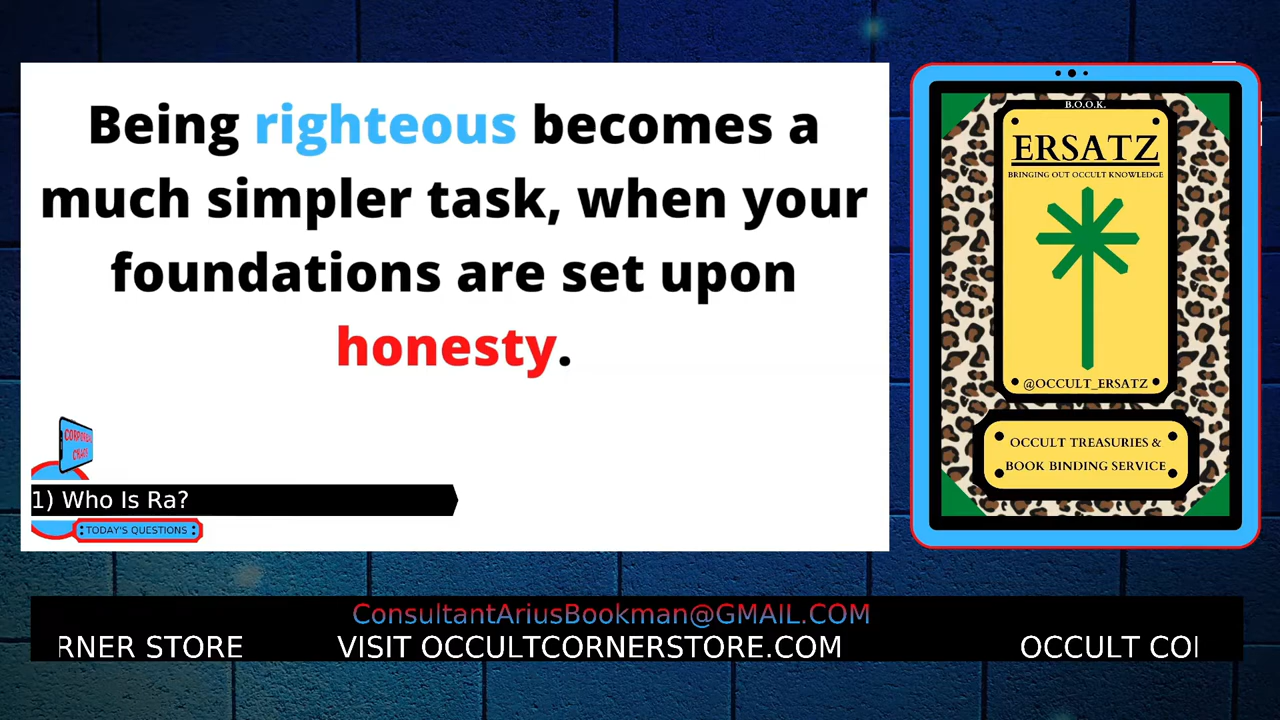 Being righteous becomes a
much simpler task, when your
foundations are set upon
honesty.
CORPOREAL
CHAOS
1) Who Is Ra?
TODAY'S QUESTIONS
B.O.O.K.
ERSATZ
BRINGING OUT OCCULT KNOWLEDGE
@OCCULT_ERSATZ
OCCULT TREASURIES &
BOOK BINDING SERVICE
ConsultantAriusBookman@GMAIL.COM
RNER STORE VISIT OCCULTCORNERSTORE.COM OCCULT COI